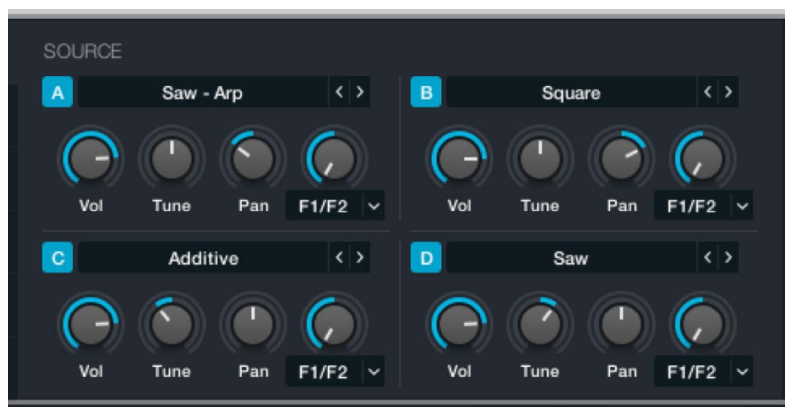 SOURCE
A Saw - Arp < >
Vol Tune Pan F1/F2
B Square < >
Vol Tune Pan F1/F2
C Additive < >
Vol Tune Pan F1/F2
D Saw < >
Vol Tune Pan F1/F2